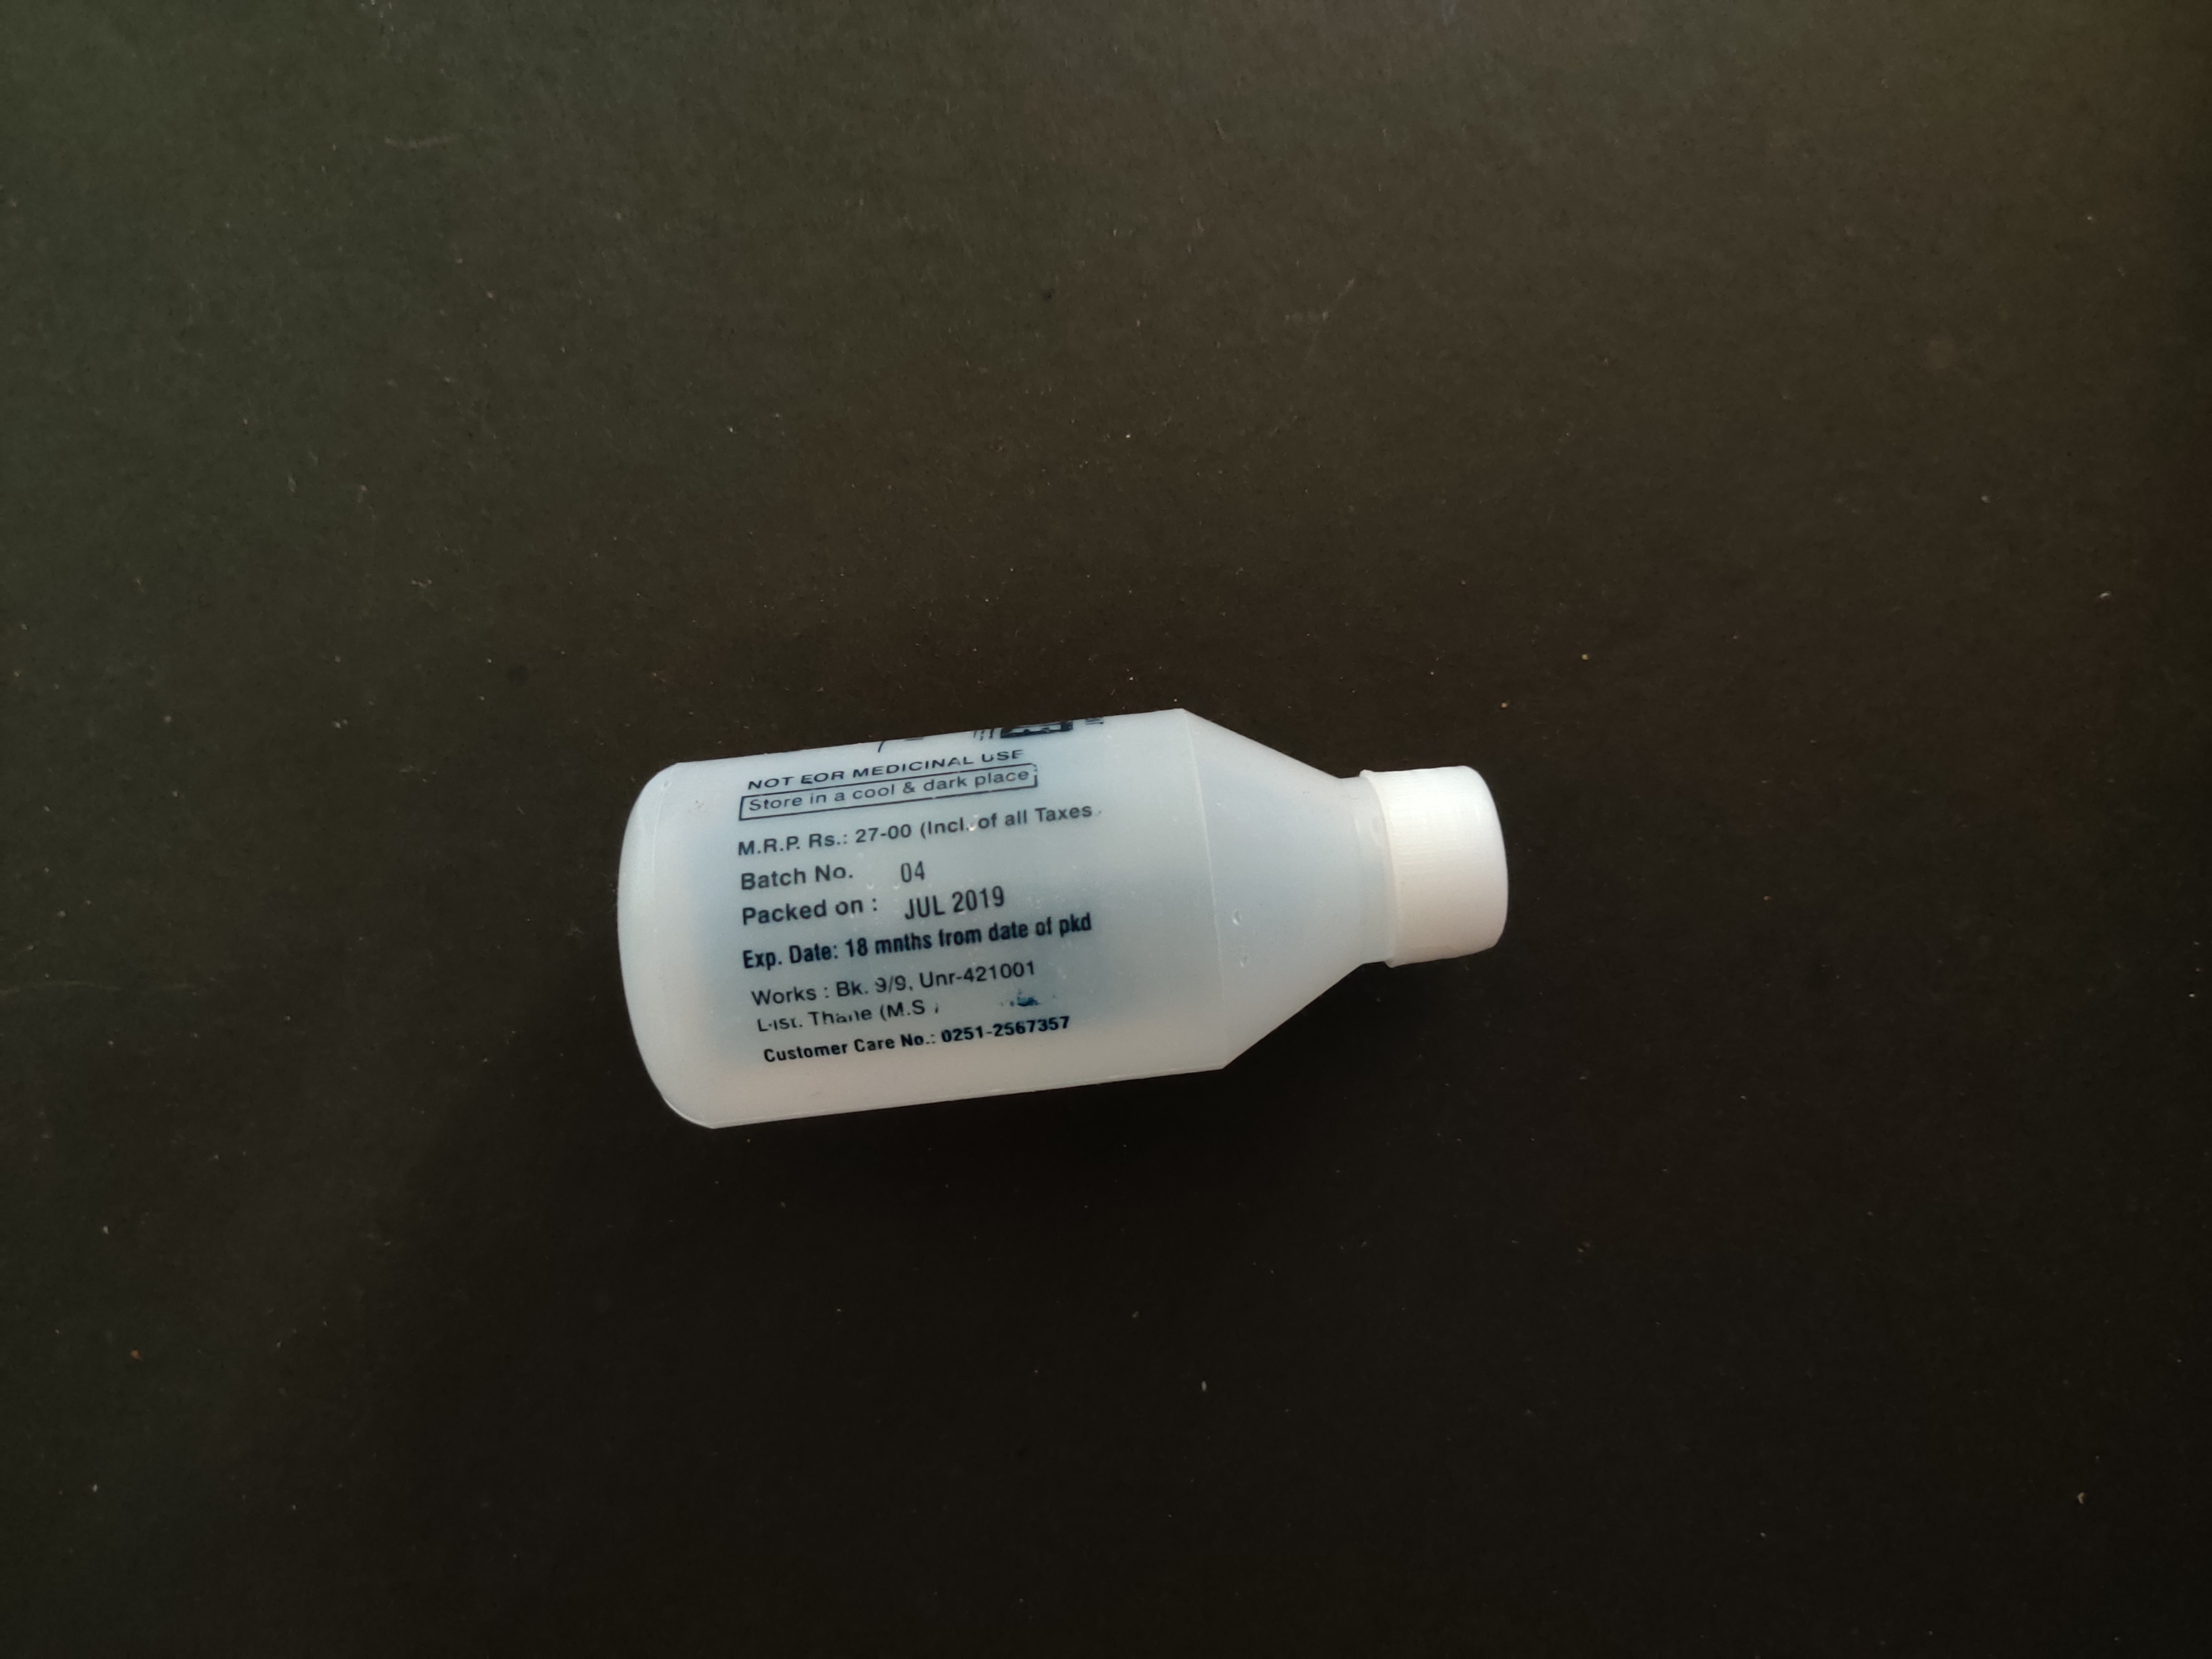 NOT FOR MEDICINAL USE
Store in a cool & dark place
M.R.P. Rs.: 27-00 (Incl. of all Taxes
Batch No. 04
Packed on : JUL 2019
Exp. Date: 18 mnths from date of pkd
Works : Bk. 9/9, Unr-421001
Dist. Thane (M.S
Customer Care No.: 0251-2567357